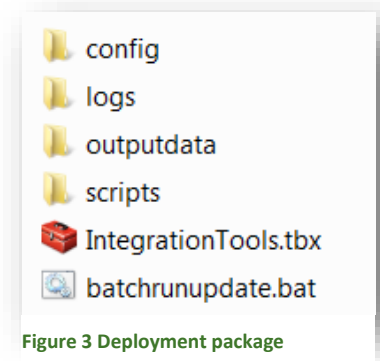 config
logs
outputdata
scripts
IntegrationTools.tbx
batchrunupdate.bat
Figure 3 Deployment package